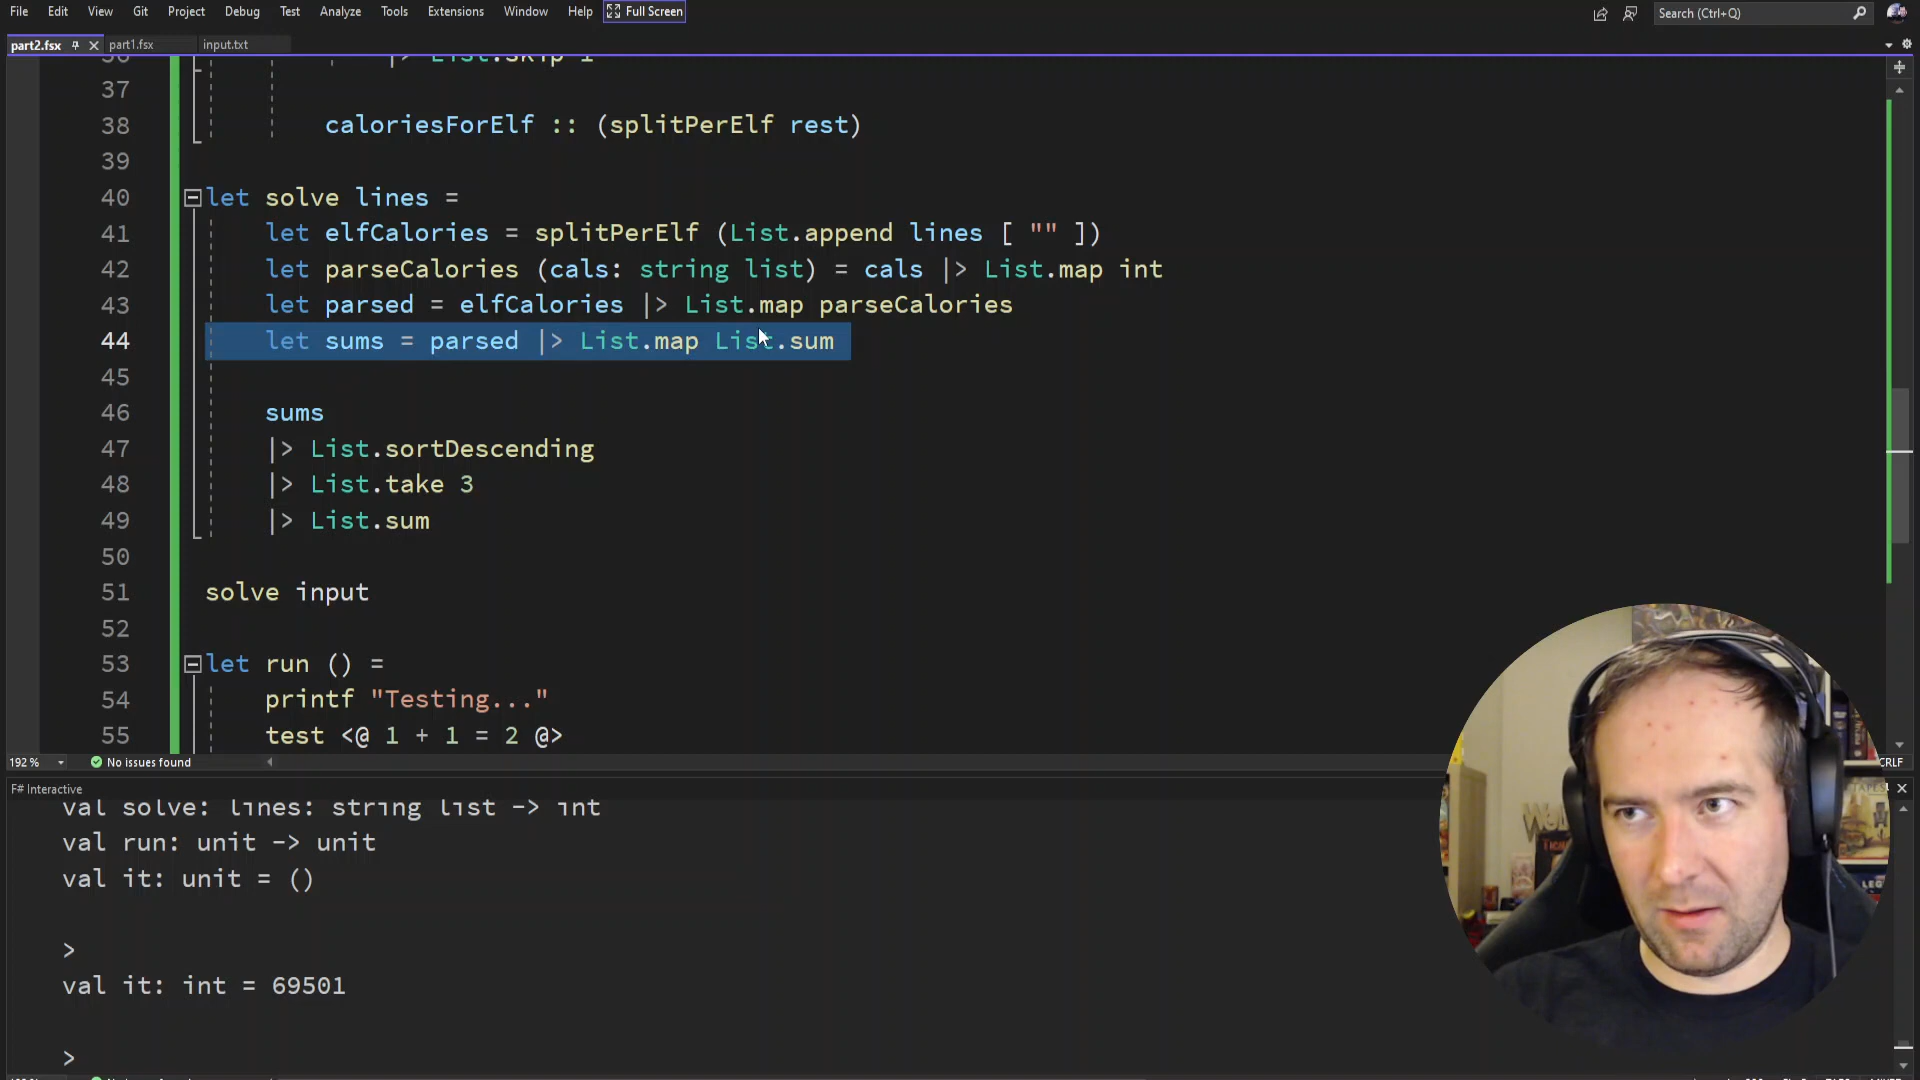 File Edit View Git Project Debug Test Analyze Tools Extensions Window Help Full Screen Search (Ctrl+Q)
part2.fsx part1.fsx input.txt
36 |> List.skip 1
37
38 caloriesForElf :: (splitPerElf rest)
39
40 let solve lines =
41 let elfCalories = splitPerElf (List.append lines [ "" ])
42 let parseCalories (cals: string list) = cals |> List.map int
43 let parsed = elfCalories |> List.map parseCalories
44 let sums = parsed |> List.map List.sum
45
46 sums
47 |> List.sortDescending
48 |> List.take 3
49 |> List.sum
50
51 solve input
52
53 let run () =
54 printf "Testing..."
55 test <@ 1 + 1 = 2 @>
192 % No issues found CRLF
F# Interactive
val solve: lines: string list -> int
val run: unit -> unit
val it: unit = ()
>
val it: int = 69501
>